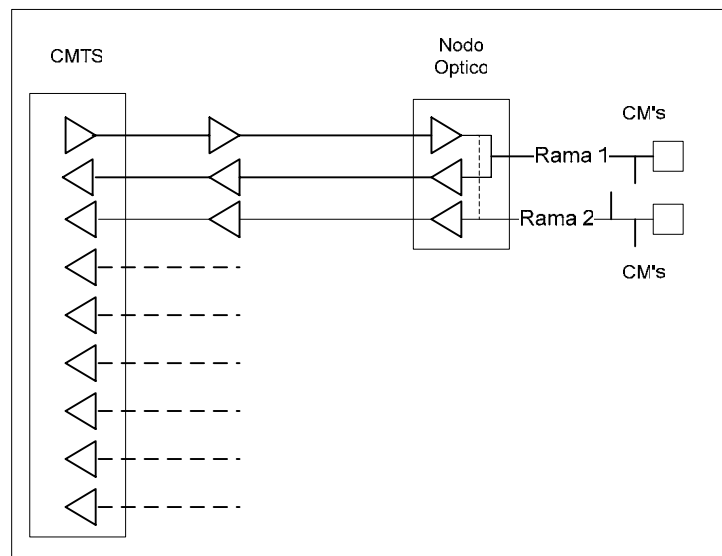 CMTS
Nodo
Optico
CM's
Rama 1
Rama 2
CM's